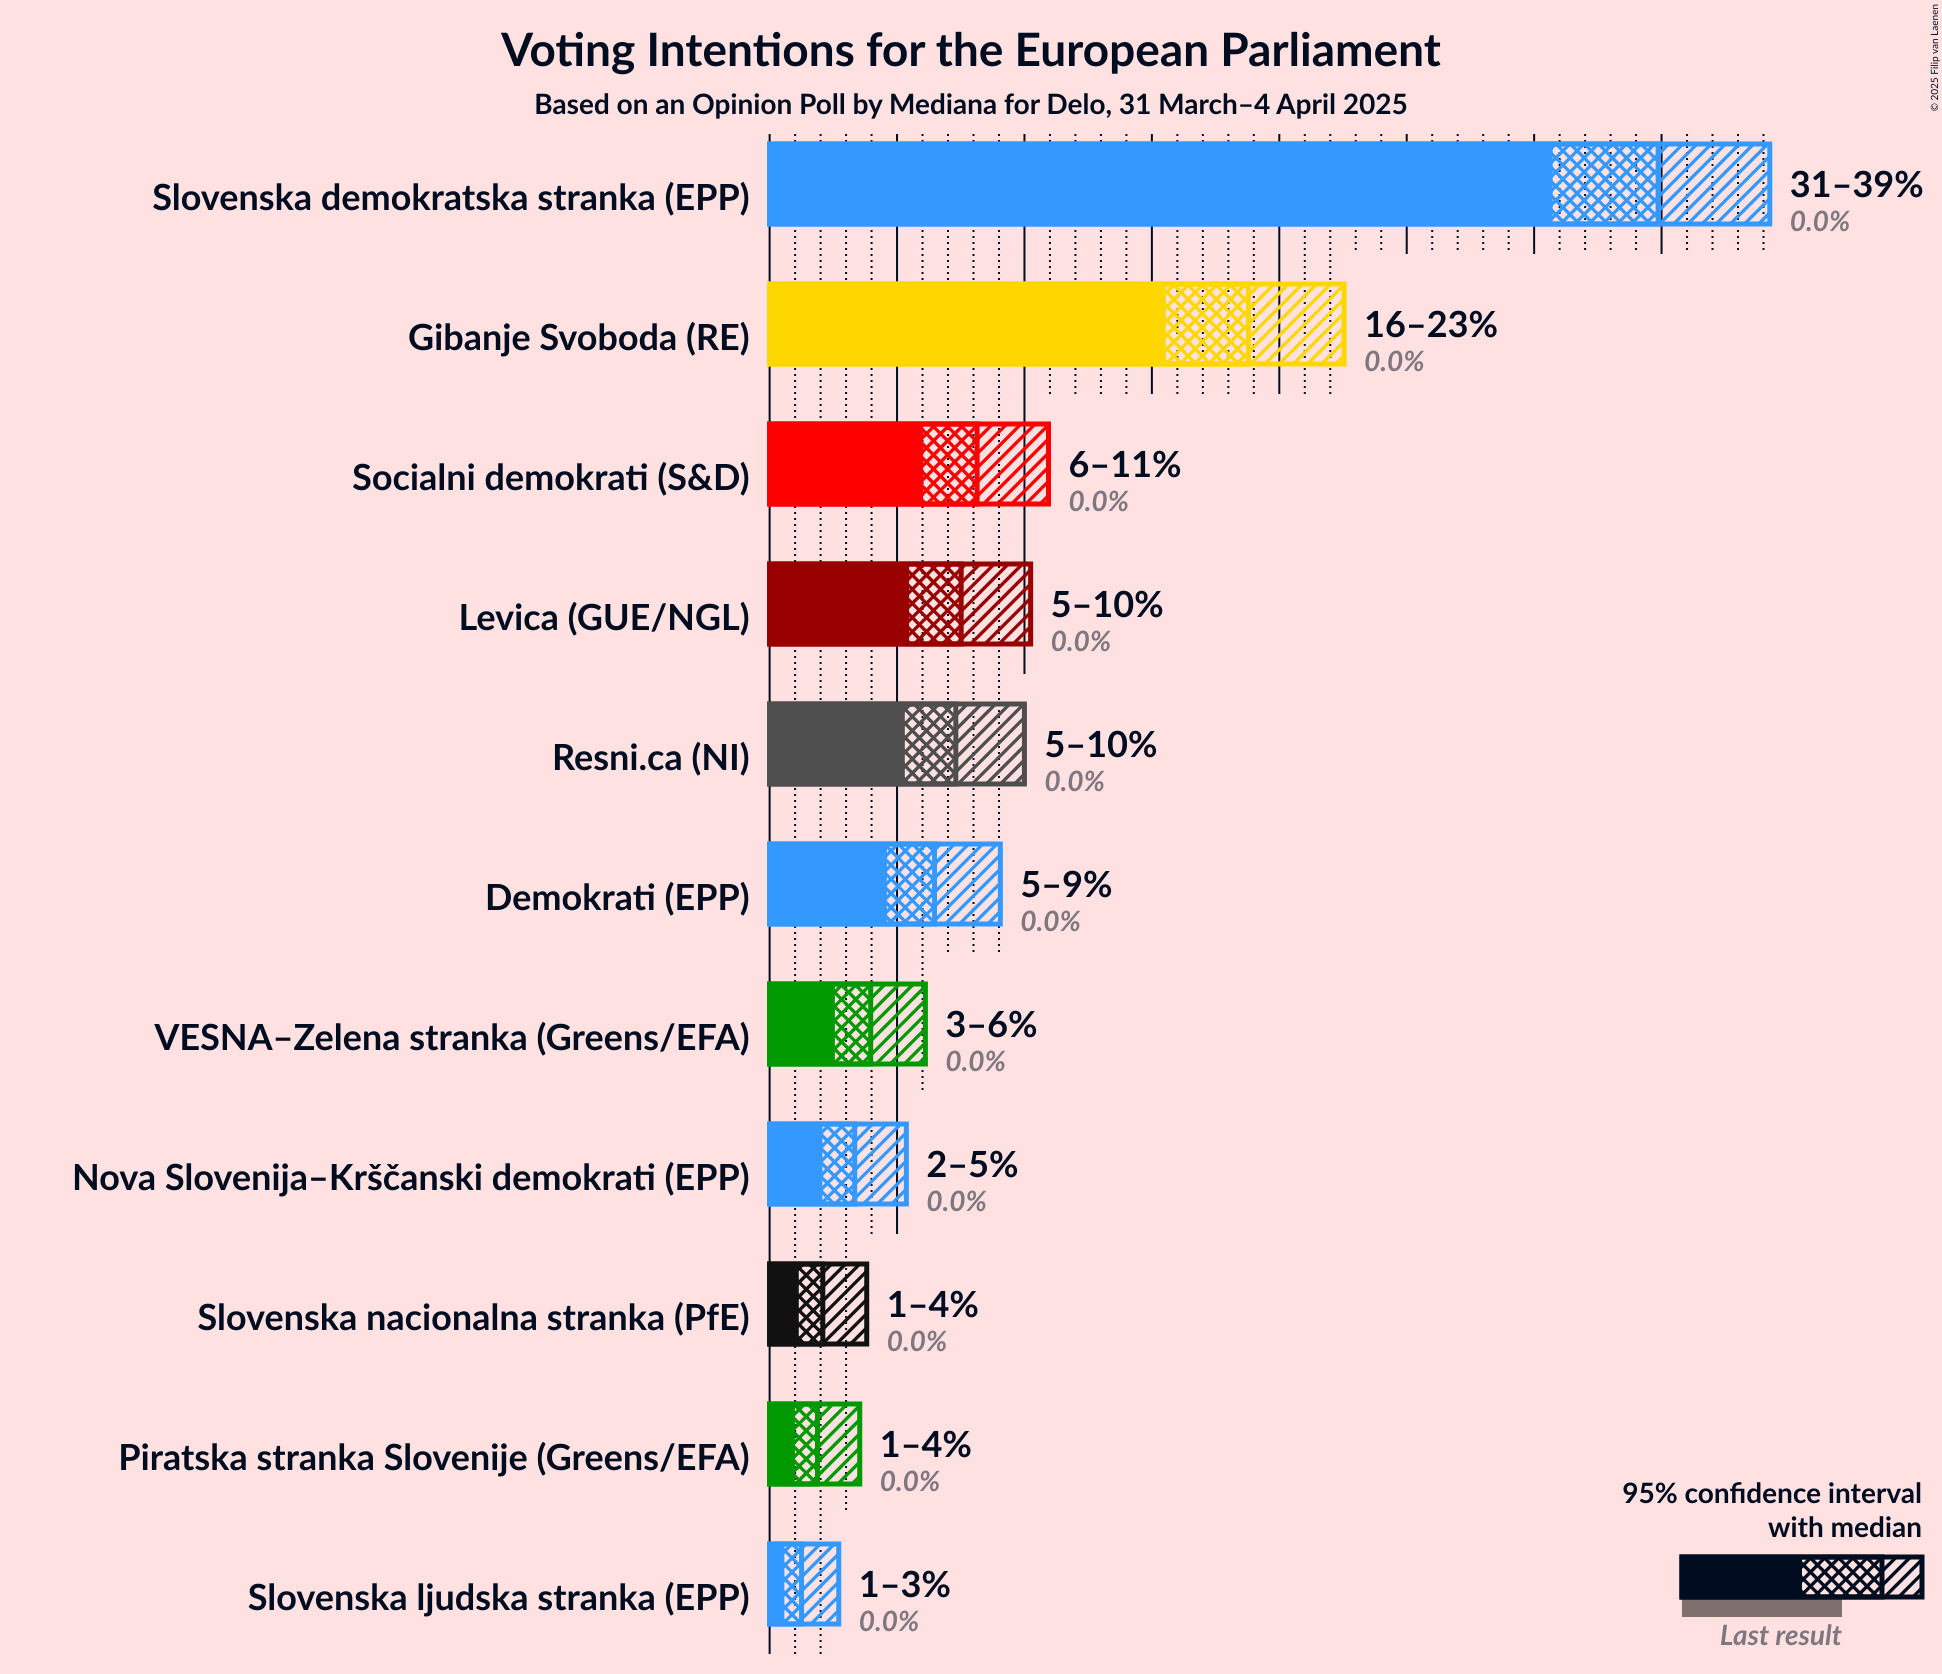 Voting Intentions for the European Parliament
Based on an Opinion Poll by Mediana for Delo, 31 March–4 April 2025
© 2025 Filip van Laenen
Slovenska demokratska stranka (EPP)
31–39%
0.0%
Gibanje Svoboda (RE)
16–23%
0.0%
Socialni demokrati (S&D)
6–11%
0.0%
Levica (GUE/NGL)
5–10%
0.0%
Resni.ca (NI)
5–10%
0.0%
Demokrati (EPP)
5–9%
0.0%
VESNA–Zelena stranka (Greens/EFA)
3–6%
0.0%
Nova Slovenija–Krščanski demokrati (EPP)
2–5%
0.0%
Slovenska nacionalna stranka (PfE)
1–4%
0.0%
Piratska stranka Slovenije (Greens/EFA)
1–4%
0.0%
Slovenska ljudska stranka (EPP)
1–3%
0.0%
95% confidence interval
with median
Last result